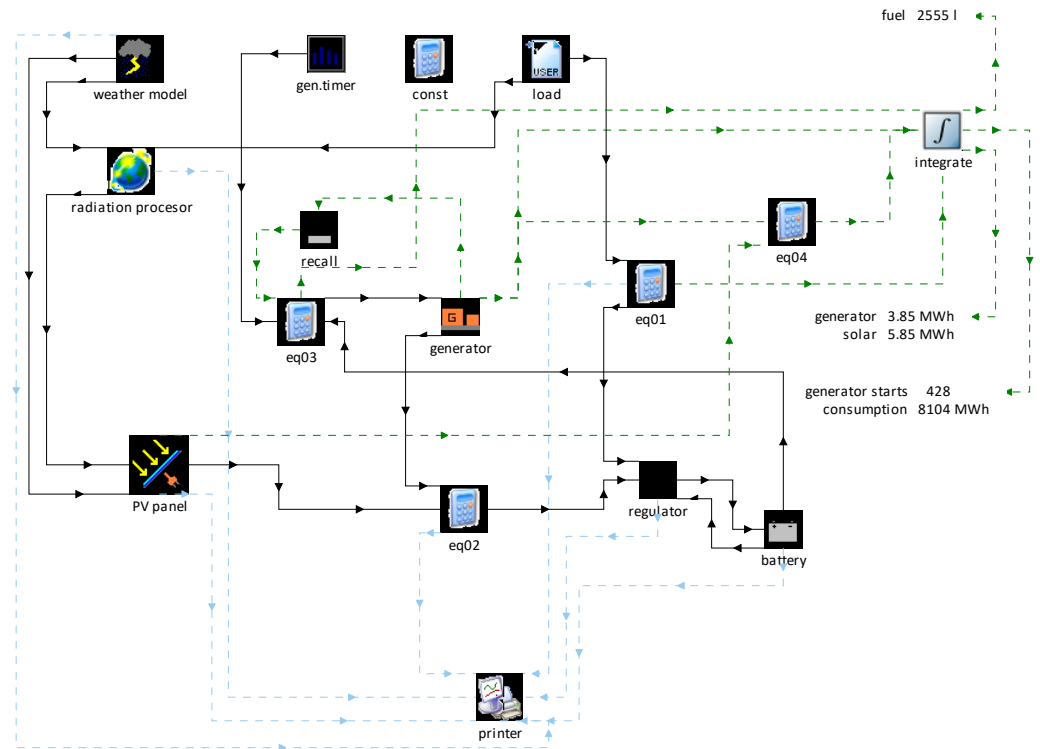 fuel 2555 l
weather model
gen.timer
const
USER
load
integrate
radiation procesor
recall
eq04
G
eq03
generator
eq01
generator 3.85 MWh
solar 5.85 MWh
generator starts 428
consumption 8104 MWh
PV panel
eq02
regulator
battery
printer